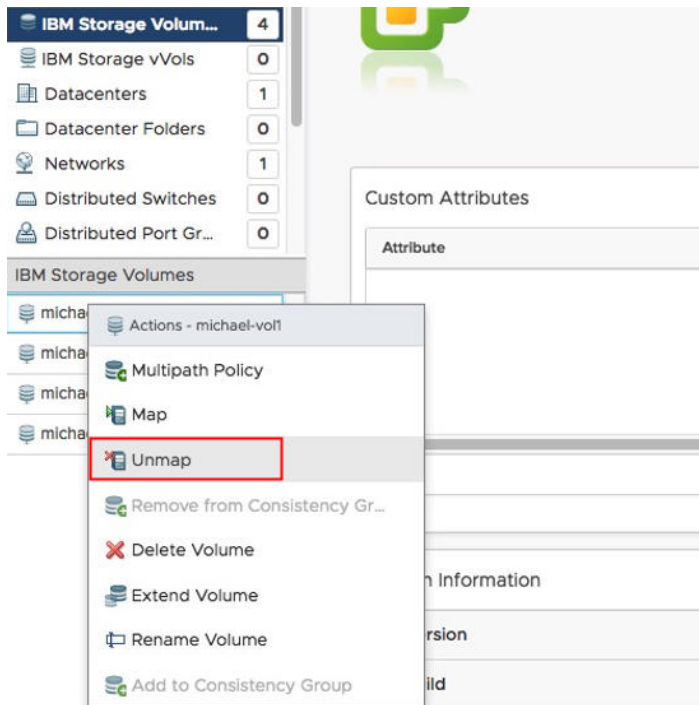 IBM Storage Volum... 4
IBM Storage vVols 0
Datacenters 1
Datacenter Folders 0
Networks 1
Distributed Switches 0
Distributed Port Gr... 0
IBM Storage Volumes
Custom Attributes
Attribute
Actions - michael-vol1
Multipath Policy
Map
Unmap
Remove from Consistency Gr...
Delete Volume
Extend Volume
Rename Volume
Add to Consistency Group
Information